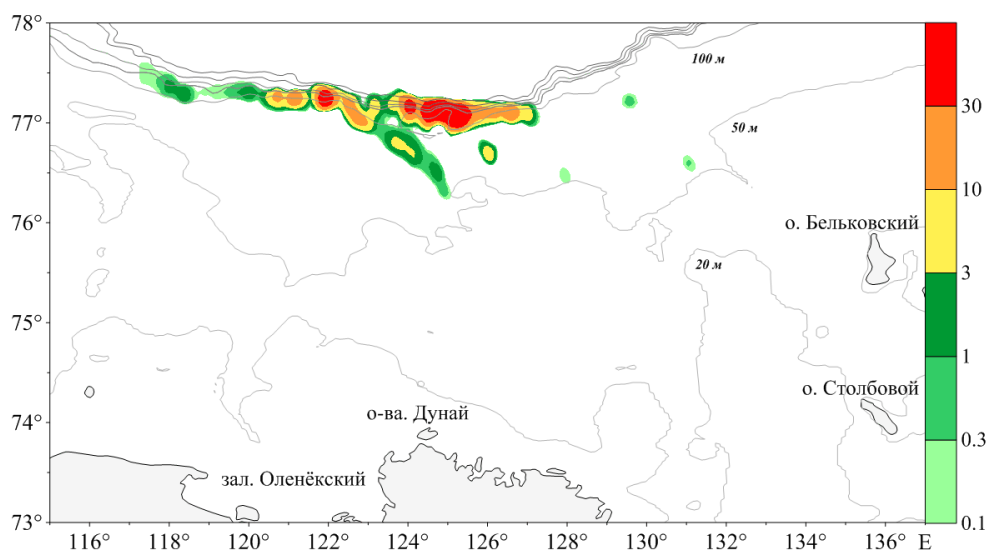 78°
77°
76°
75°
74°
73°
100 м
50 м
20 м
о. Бельковский
о. Столбовой
о-ва. Дунай
зал. Оленёкский
30
10
3
1
0.3
0.1
116° 118 120 122 124 126 128 130 132 134 136° E